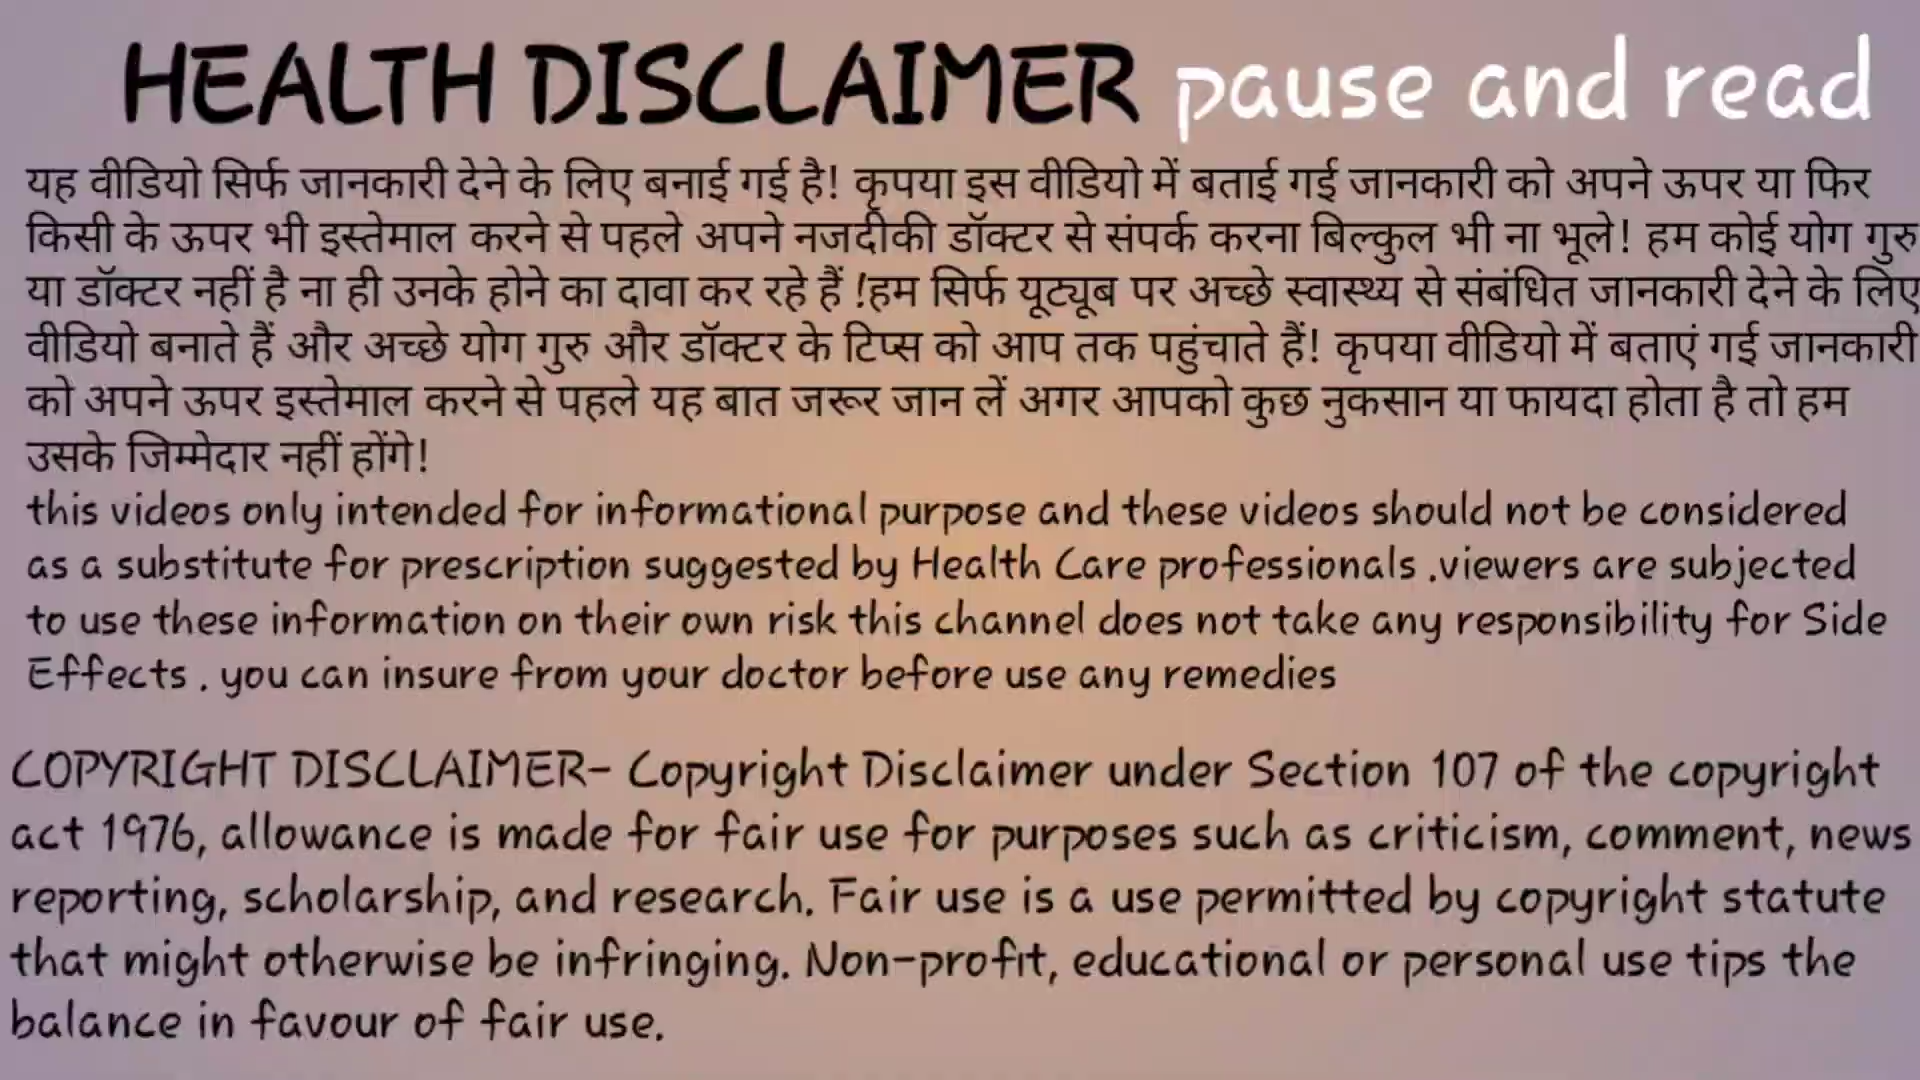 HEALTH DISCLAIMER pause and read
यह वीडियो सिर्फ जानकारी देने के लिए बनाई गई है! कृपया इस वीडियो में बताई गई जानकारी को अपने ऊपर या फिर
किसी के ऊपर भी इस्तेमाल करने से पहले अपने नजदीकी डॉक्टर से संपर्क करना बिल्कुल भी ना भूले! हम कोई योग गुरु
या डॉक्टर नहीं है ना ही उनके होने का दावा कर रहे हैं !हम सिर्फ यूट्यूब पर अच्छे स्वास्थ्य से संबंधित जानकारी देने के लिए
वीडियो बनाते हैं और अच्छे योग गुरु और डॉक्टर के टिप्स को आप तक पहुंचाते हैं! कृपया वीडियो में बताएं गई जानकारी
को अपने ऊपर इस्तेमाल करने से पहले यह बात जरूर जान लें अगर आपको कुछ नुकसान या फायदा होता है तो हम
उसके जिम्मेदार नहीं होंगे!
this videos only intended for informational purpose and these videos should not be considered
as a substitute for prescription suggested by Health Care professionals .viewers are subjected
to use these information on their own risk this channel does not take any responsibility for Side
Effects . you can insure from your doctor before use any remedies
COPYRIGHT DISCLAIMER- Copyright Disclaimer under Section 107 of the copyright
act 1976, allowance is made for fair use for purposes such as criticism, comment, news
reporting, scholarship, and research. Fair use is a use permitted by copyright statute
that might otherwise be infringing. Non-profit, educational or personal use tips the
balance in favour of fair use.